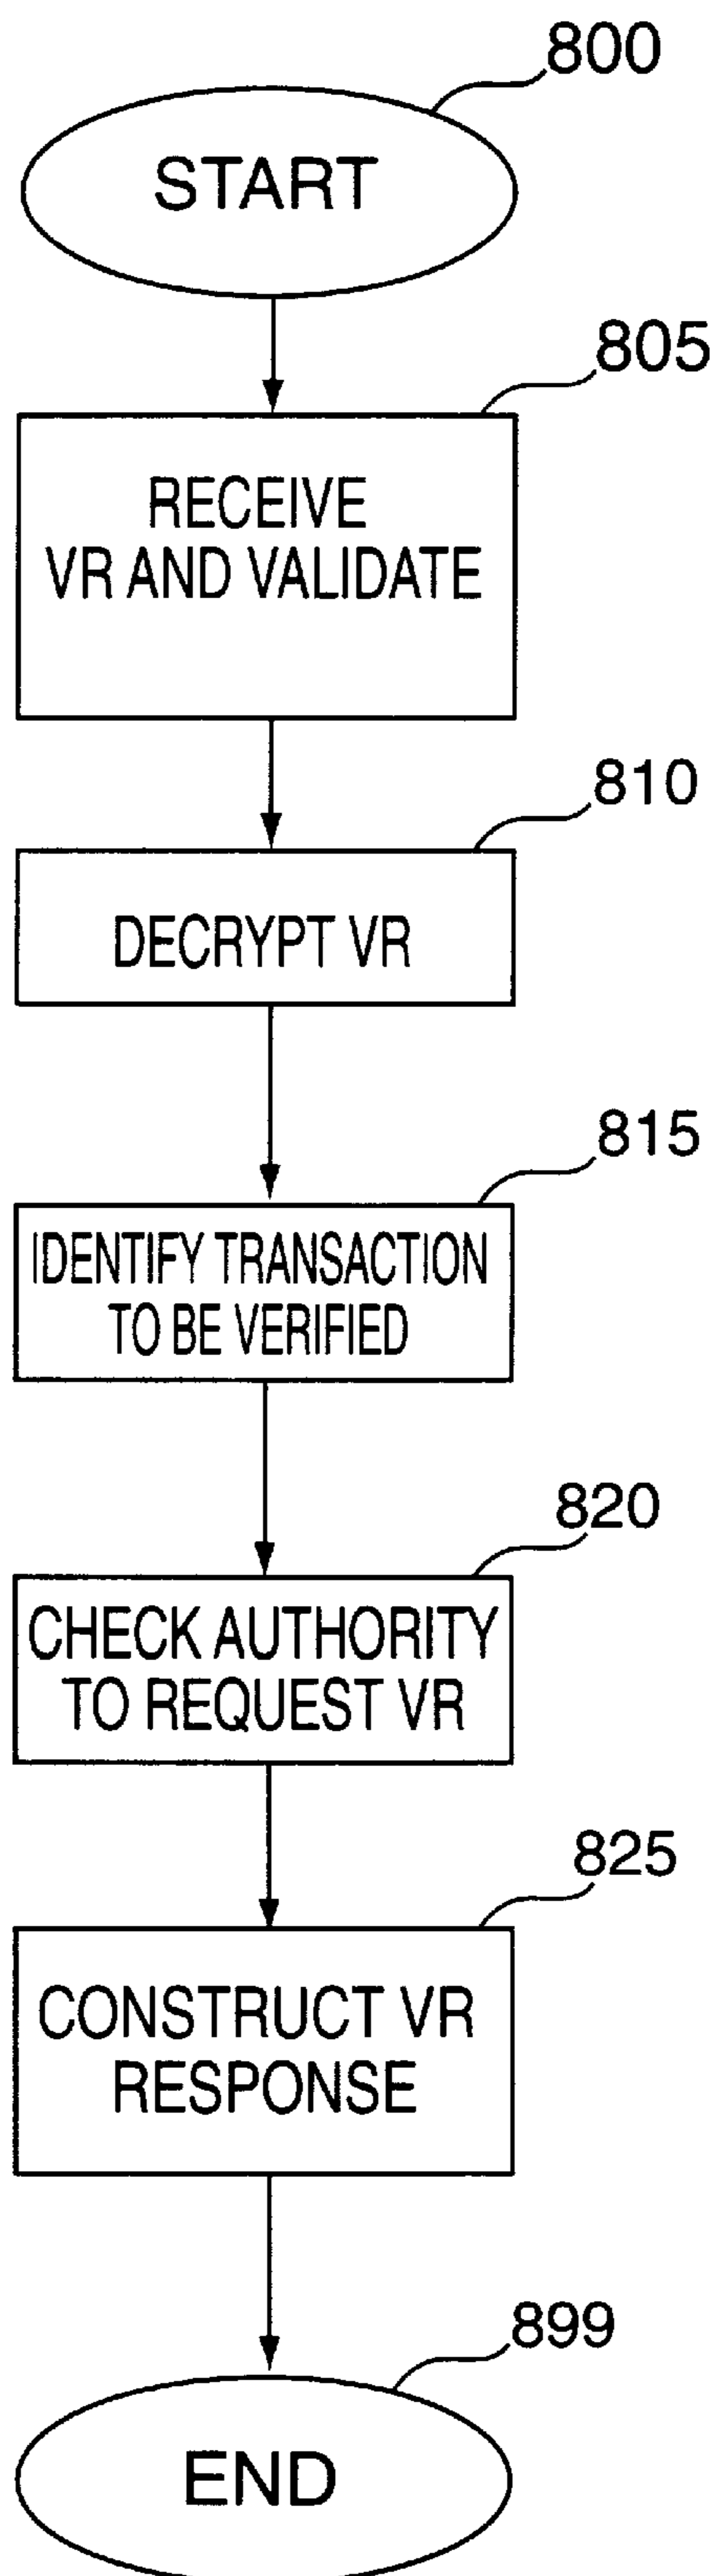 800
START
805
RECEIVE
VR AND VALIDATE
810
DECRYPT VR
815
IDENTIFY TRANSACTION
TO BE VERIFIED
820
CHECK AUTHORITY
TO REQUEST VR
825
CONSTRUCT VR
RESPONSE
899
END